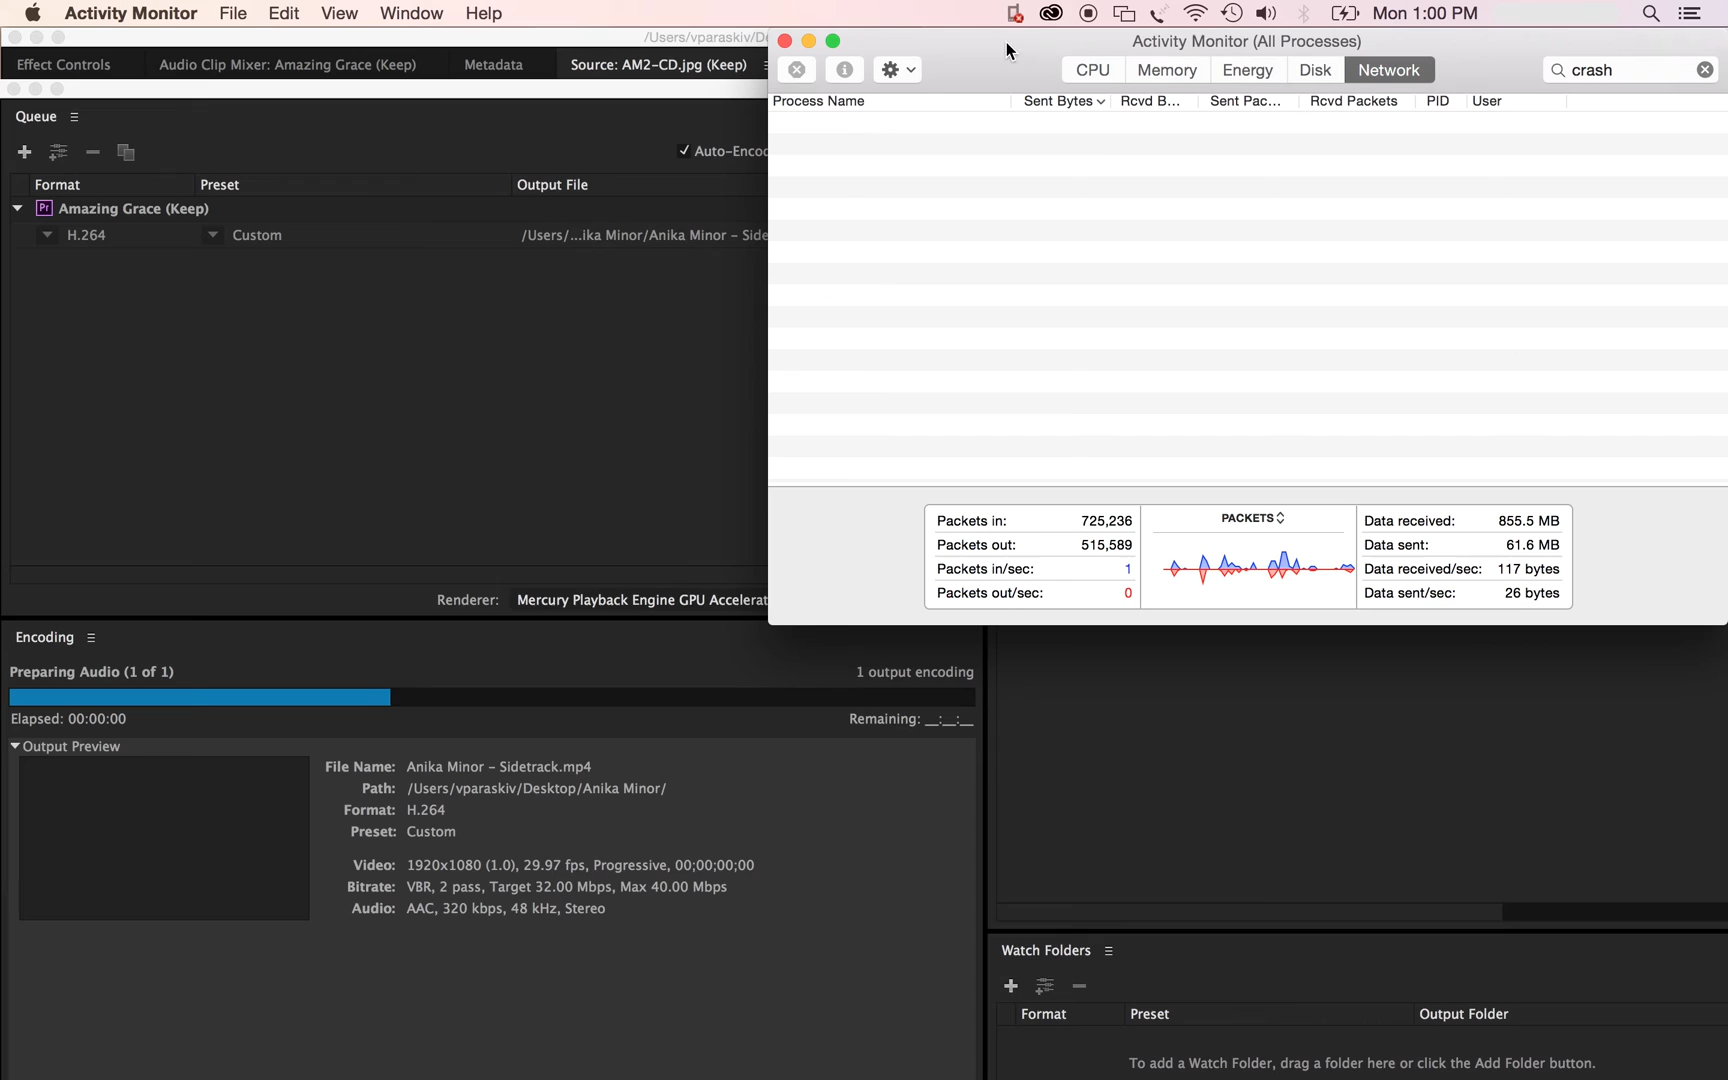 Activity Monitor File Edit View Window Help Mon 1:00 PM
/Users/vparaskiv/De
Activity Monitor (All Processes)
Effect Controls Audio Clip Mixer: Amazing Grace (Keep) Metadata Source: AM2-CD.jpg (Keep)
CPU Memory Energy Disk Network crash
Process Name Sent Bytes Rcvd B... Sent Pac... Rcvd Packets PID User
Queue
Auto-Encod
Format Preset Output File
Pr Amazing Grace (Keep)
H.264 Custom /Users/...ika Minor/Anika Minor – Side
Packets in: 725,236
Packets out: 515,589
Packets in/sec: 1
Packets out/sec: 0
PACKETS
Data received: 855.5 MB
Data sent: 61.6 MB
Data received/sec: 117 bytes
Data sent/sec: 26 bytes
Renderer: Mercury Playback Engine GPU Accelerat
Encoding
Preparing Audio (1 of 1) 1 output encoding
Elapsed: 00:00:00 Remaining: __:__:__
Output Preview
File Name: Anika Minor – Sidetrack.mp4
Path: /Users/vparaskiv/Desktop/Anika Minor/
Format: H.264
Preset: Custom
Video: 1920x1080 (1.0), 29.97 fps, Progressive, 00;00;00;00
Bitrate: VBR, 2 pass, Target 32.00 Mbps, Max 40.00 Mbps
Audio: AAC, 320 kbps, 48 kHz, Stereo
Watch Folders
Format Preset Output Folder
To add a Watch Folder, drag a folder here or click the Add Folder button.